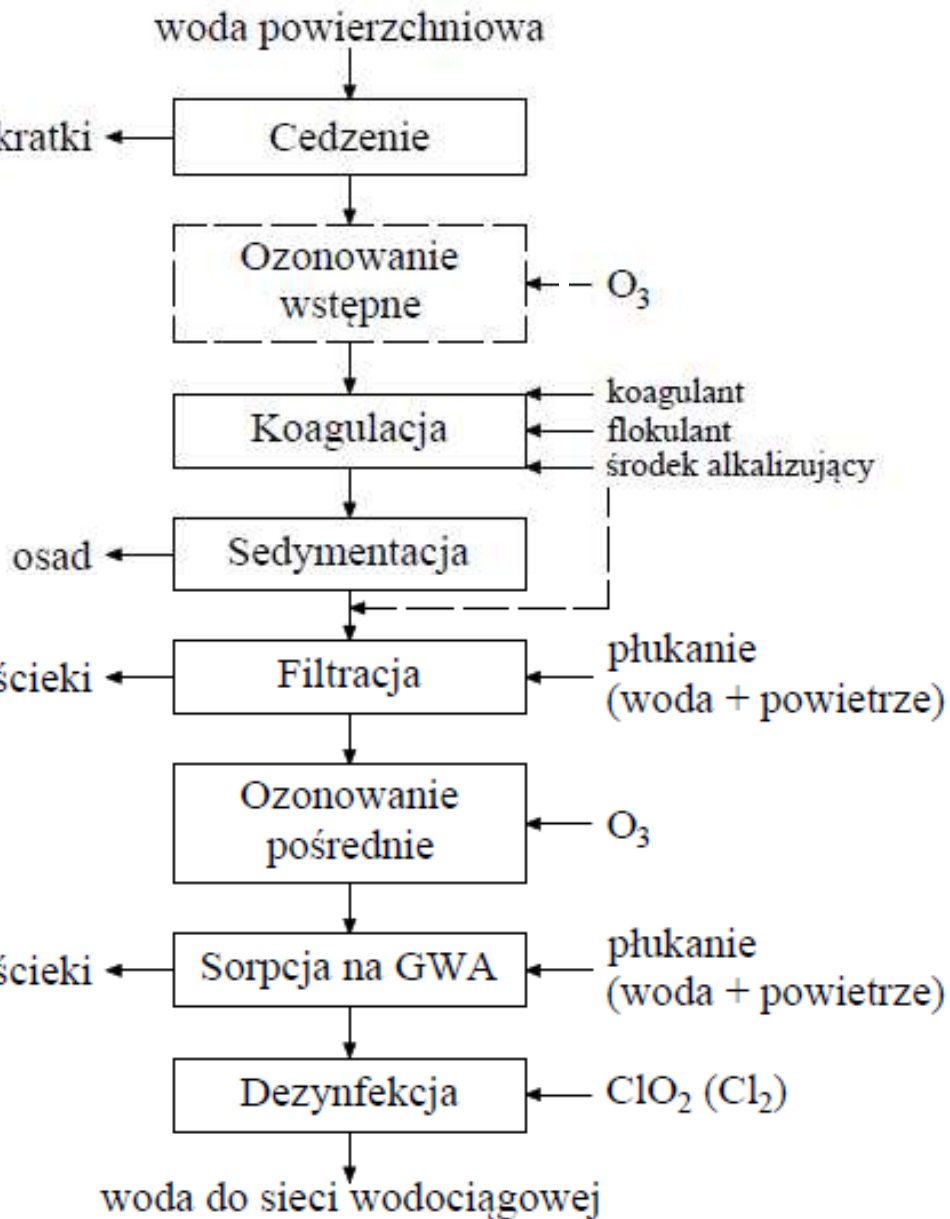 woda powierzchniowa
kratki
Cedzenie
Ozonowanie
wstępne
O₃
Koagulacja
koagulant
flokulant
środek alkalizujący
osad
Sedymentacja
ścieki
Filtracja
płukanie
(woda + powietrze)
Ozonowanie
pośrednie
O₃
ścieki
Sorpcja na GWA
płukanie
(woda + powietrze)
Dezynfekcja
ClO₂ (Cl₂)
woda do sieci wodociągowej